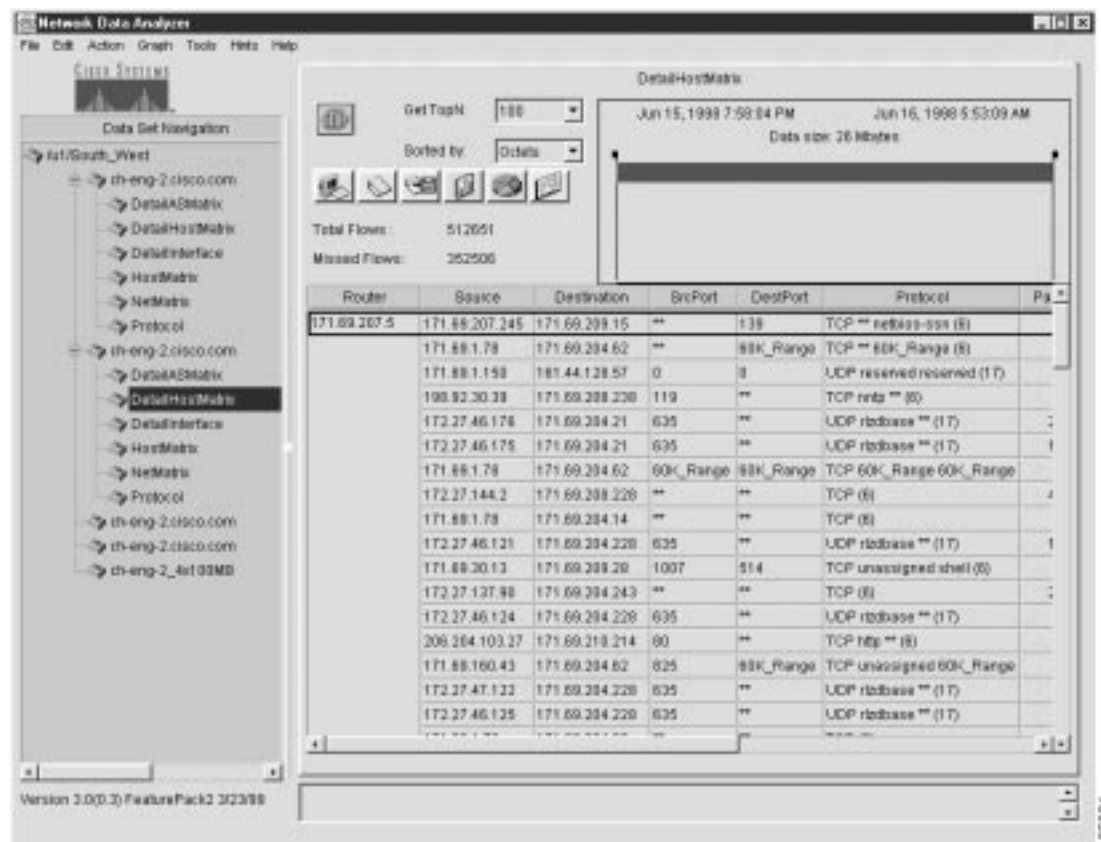 Network Data Analyzer
File Edit Action Graph Tools Hints Help
CISCO SYSTEMS
Data Set Navigation
/u1/South_West
ch-eng-2.cisco.com
DetailASMatrix
DetailHostMatrix
DetailInterface
HostMatrix
NetMatrix
Protocol
ch-eng-2.cisco.com
DetailASMatrix
DetailHostMatrix
DetailInterface
HostMatrix
NetMatrix
Protocol
ch-eng-2.cisco.com
ch-eng-2.cisco.com
ch-eng-2_4x100MB
Version 3.0(0.3) FeaturePack2 3/23/98
DetailHostMatrix
GetTopN: 100
Sorted by: Octets
Total Flows: 512651
Missed Flows: 352506
Jun 15, 1998 7:58:04 PM Jun 16, 1998 5:53:09 AM
Data size: 26 Mbytes
Router Source Destination SrcPort DestPort Protocol
171.69.207.5 171.69.207.245 171.69.209.15 ** 139 TCP ** netbios-ssn (6)
171.69.1.78 171.69.204.62 ** 60K_Range TCP ** 60K_Range (6)
171.69.1.150 161.44.128.57 0 0 UDP reserved reserved (17)
198.92.30.39 171.69.208.230 119 ** TCP nntp ** (6)
172.27.46.176 171.69.204.21 635 ** UDP rlzdbase ** (17)
172.27.46.175 171.69.204.21 635 ** UDP rlzdbase ** (17)
171.69.1.78 171.69.204.62 60K_Range 60K_Range TCP 60K_Range 60K_Range
172.27.144.2 171.69.208.228 ** ** TCP (6)
171.69.1.78 171.69.204.14 ** ** TCP (6)
172.27.46.121 171.69.204.228 635 ** UDP rlzdbase ** (17)
171.69.30.13 171.69.209.20 1007 514 TCP unassigned shell (6)
172.27.137.98 171.69.204.243 ** ** TCP (6)
172.27.46.124 171.69.204.228 635 ** UDP rlzdbase ** (17)
206.204.103.27 171.69.210.214 80 ** TCP http ** (6)
171.69.160.43 171.69.204.62 825 60K_Range TCP unassigned 60K_Range
172.27.47.122 171.69.204.228 635 ** UDP rlzdbase ** (17)
172.27.46.125 171.69.204.228 635 ** UDP rlzdbase ** (17)